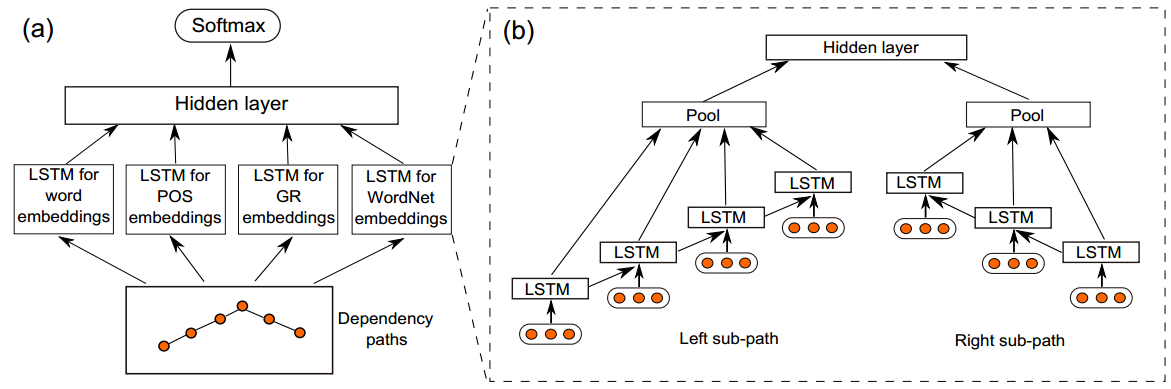 (a)
Softmax
Hidden layer
LSTM for
word
embeddings
LSTM for
POS
embeddings
LSTM for
GR
embeddings
LSTM for
WordNet
embeddings
Dependency
paths
(b)
Hidden layer
Pool
Pool
LSTM
LSTM
LSTM
LSTM
LSTM
LSTM
LSTM
Left sub-path
Right sub-path